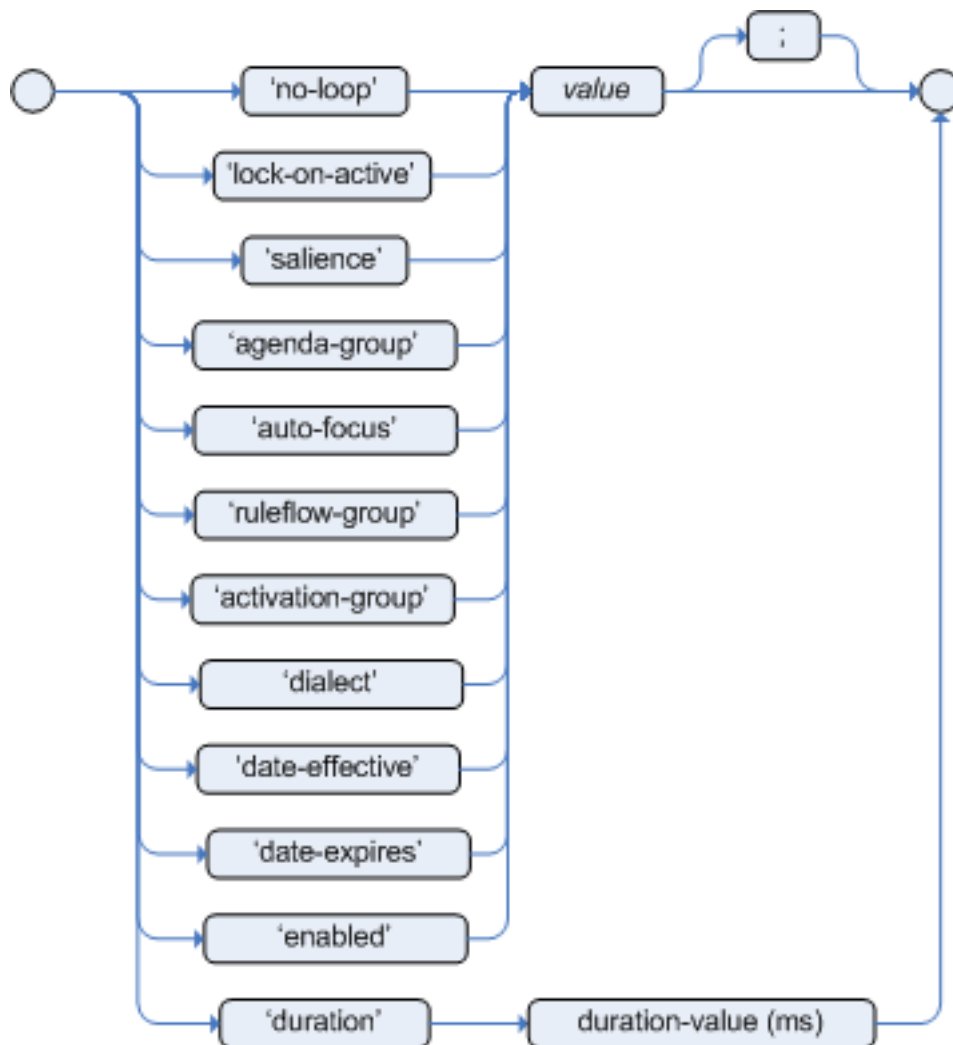 ;
‘no-loop’
value
‘lock-on-active’
‘salience’
‘agenda-group’
‘auto-focus’
‘ruleflow-group’
‘activation-group’
‘dialect’
‘date-effective’
‘date-expires’
‘enabled’
‘duration’
duration-value (ms)